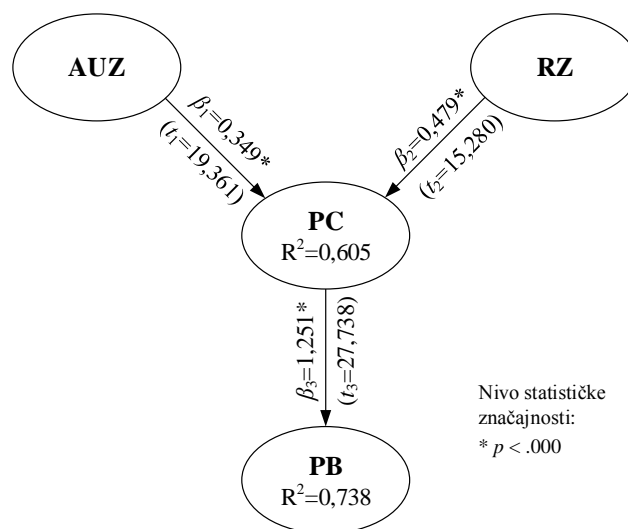 AUZ
RZ
β₁=0,349*
(t₁=19,361)
β₂=0,479*
(t₂=15,280)
PC
R²=0,605
β₃=1,251*
(t₃=27,738)
Nivo statističke
značajnosti:
* p < .000
PB
R²=0,738